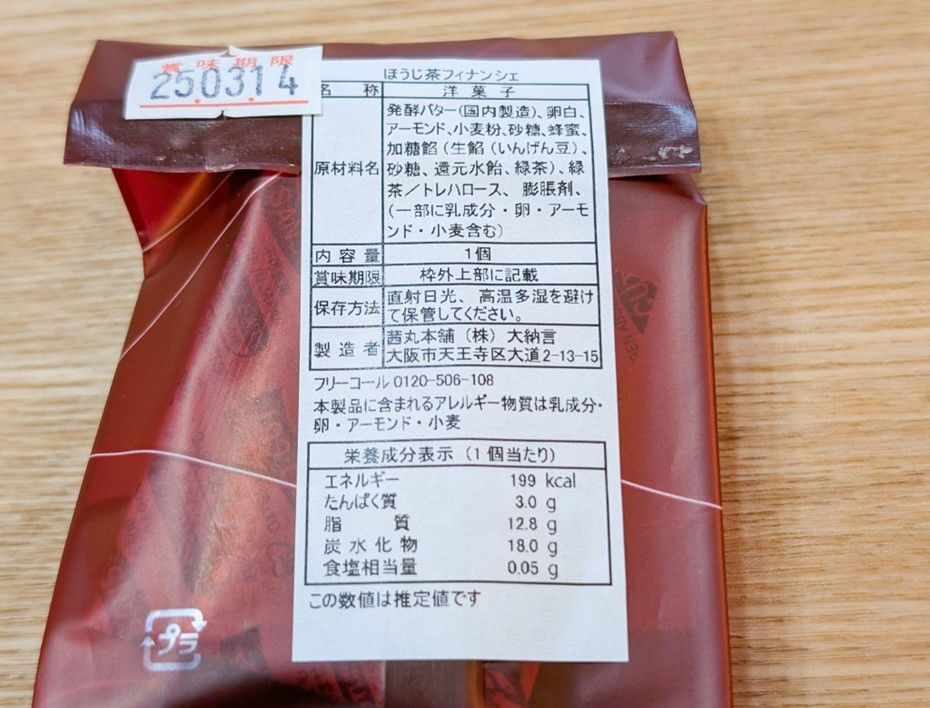 賞味期限
250314
ほうじ茶フィナンシェ
名 称 洋菓子
原材料名 発酵バター(国内製造)、卵白、
アーモンド、小麦粉、砂糖、蜂蜜、
加糖餡(生餡(いんげん豆)、
砂糖、還元水飴、緑茶)、緑
茶/トレハロース、膨脹剤、
(一部に乳成分・卵・アーモ
ンド・小麦含む)
内容量 1個
賞味期限 枠外上部に記載
保存方法 直射日光、高温多湿を避け
て保管してください。
製造者 茜丸本舗(株)大納言
大阪市天王寺区大道2-13-15
フリーコール 0120-506-108
本製品に含まれるアレルギー物質は乳成分・
卵・アーモンド・小麦
栄養成分表示(1個当たり)
エネルギー 199 kcal
たんぱく質 3.0 g
脂質 12.8 g
炭水化物 18.0 g
食塩相当量 0.05 g
この数値は推定値です
プラ